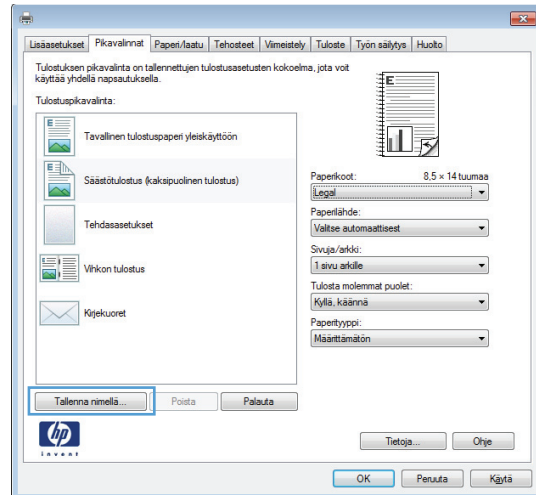 Lisäasetukset Pikavalinnat Paperi/laatu Tehosteet Viimeistely Tuloste Työn säilytys Huolto
Tulostuksen pikavalinta on tallennettujen tulostusasetusten kokoelma, jota voit
käyttää yhdellä napsautuksella.
Tulostuspikavalinta:
Tavallinen tulostuspaperi yleiskäyttöön
Säästötulostus (kaksipuolinen tulostus)
Tehdasasetukset
Vihkon tulostus
Kirjekuoret
Paperikoot: 8,5 × 14 tuumaa
Legal
Paperilähde:
Valitse automaattisest
Sivuja/arkki:
1 sivu arkille
Tulosta molemmat puolet:
Kyllä, käännä
Paperityyppi:
Määrittämätön
Tallenna nimellä... Poista Palauta
hp
invent
Tietoja... Ohje
OK Peruuta Käytä